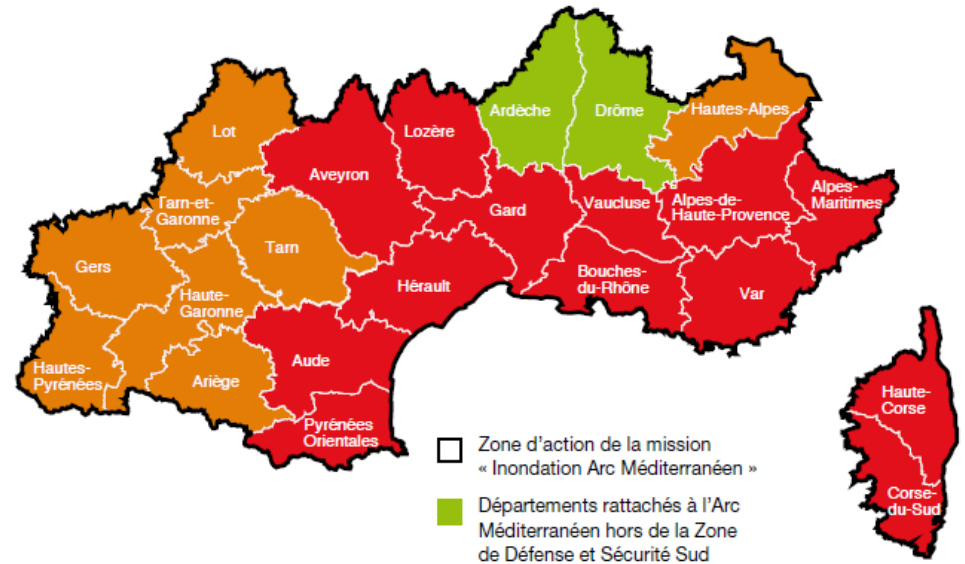 Lot
Aveyron
Lozère
Ardèche
Drôme
Hautes-Alpes
Tarn-et-
Garonne
Tarn
Gard
Vaucluse
Alpes-de-
Haute-Provence
Alpes-
Maritimes
Gers
Haute-
Garonne
Hérault
Bouches-
du-Rhône
Var
Hautes-
Pyrénées
Ariège
Aude
Pyrénées
Orientales
Haute-
Corse
Corse-
du-Sud
Zone d'action de la mission
« Inondation Arc Méditerranéen »
Départements rattachés à l'Arc
Méditerranéen hors de la Zone
de Défense et Sécurité Sud